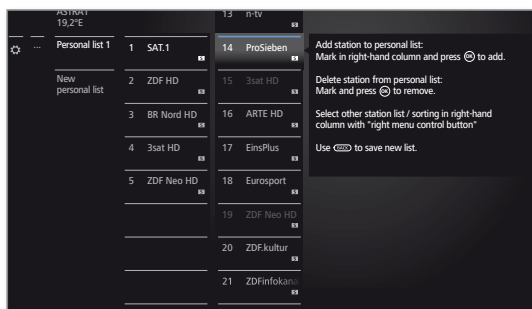 ASTRA1
19,2°E
... Personal list 1
New
personal list
1 SAT.1
S
2 ZDF HD
S
3 BR Nord HD
S
4 3sat HD
S
5 ZDF Neo HD
S
13 n-tv
S
14 ProSieben
S
15 3sat HD
S
16 ARTE HD
S
17 EinsPlus
S
18 Eurosport
S
19 ZDF Neo HD
S
20 ZDF.kultur
S
21 ZDFinfokana
S
Add station to personal list:
Mark in right-hand column and press OK to add.
Delete station from personal list:
Mark and press OK to remove.
Select other station list / sorting in right-hand
column with "right menu control button"
Use BACK to save new list.